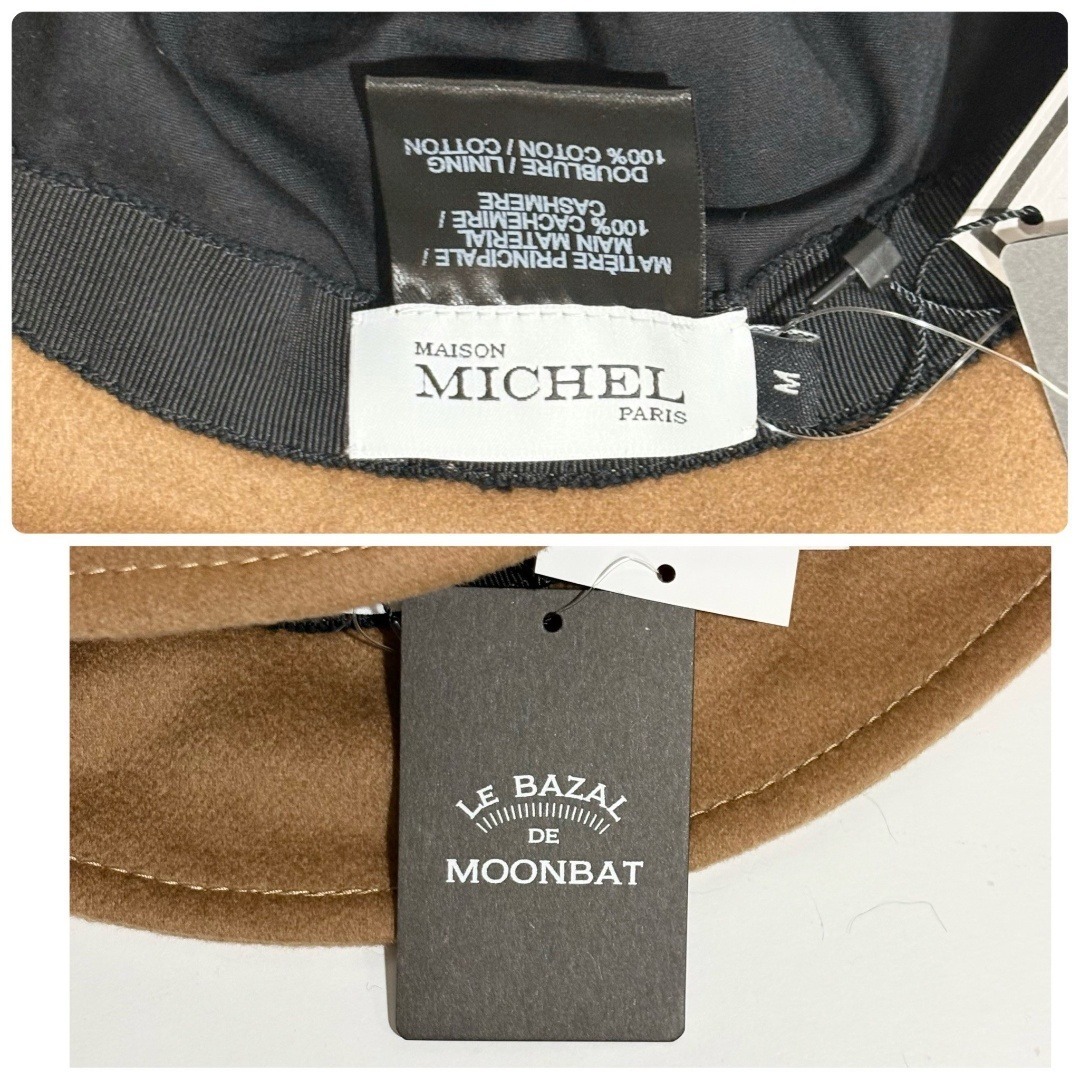 MATIÈRE PRINCIPALE /
MAIN MATERIAL
100% CACHEMIRE /
CASHMERE
DOUBLURE / LINING
100% COTON / COTTON
MAISON
MICHEL
PARIS
M
LE BAZAL
DE
MOONBAT